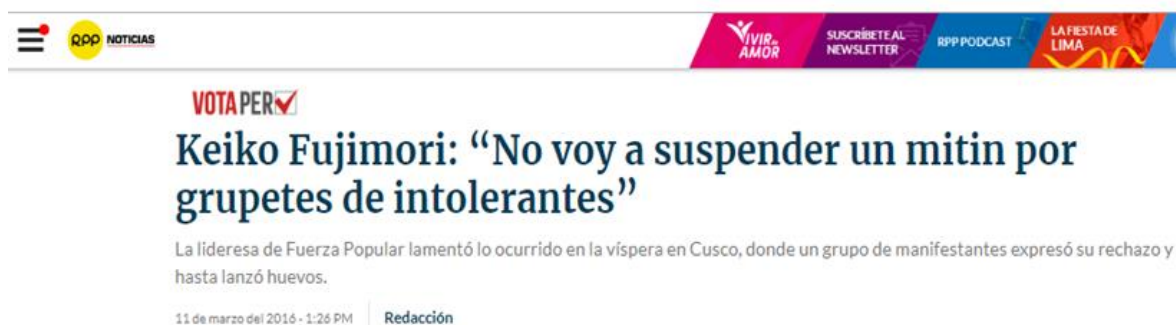 RPP NOTICIAS
VIVIR de AMOR
SUSCRÍBETE AL
NEWSLETTER
RPP PODCAST
LA FIESTA DE
LIMA
VOTA PERÚ
Keiko Fujimori: “No voy a suspender un mitin por
grupetes de intolerantes”
La lideresa de Fuerza Popular lamentó lo ocurrido en la víspera en Cusco, donde un grupo de manifestantes expresó su rechazo y
hasta lanzó huevos.
11 de marzo del 2016 - 1:26 PM
Redacción